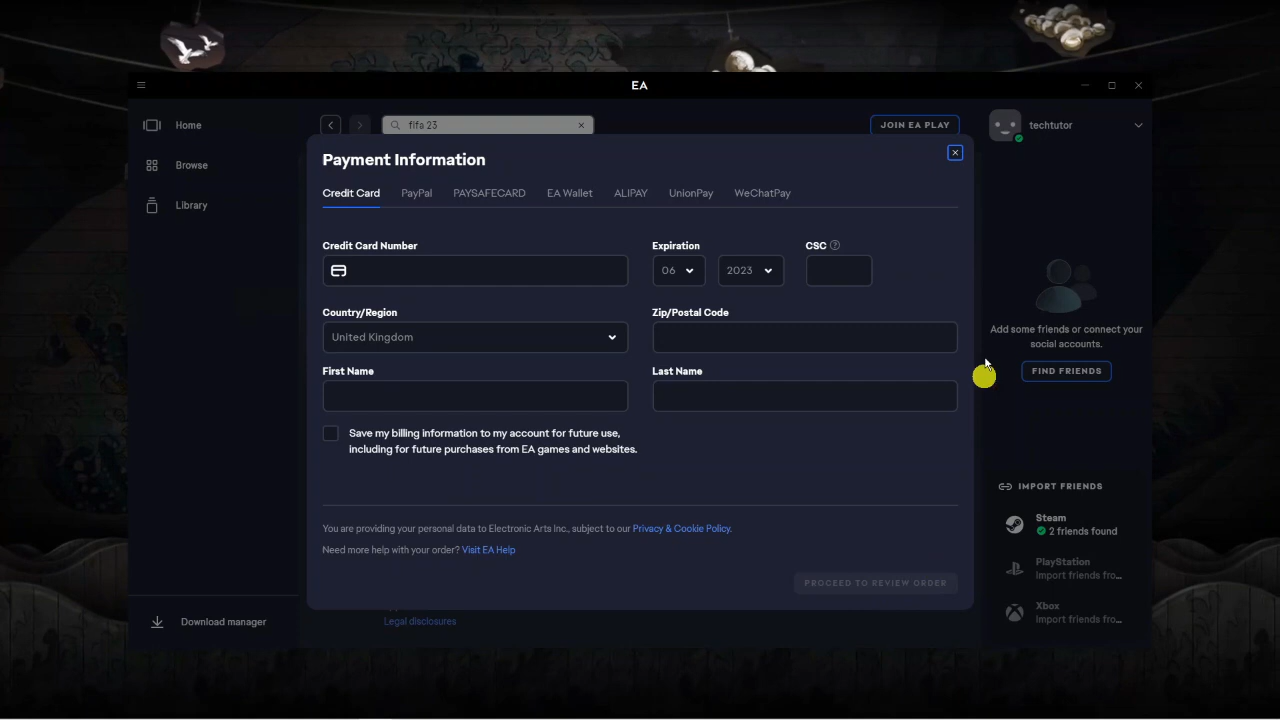 EA
Home
Browse
Library
Download manager
fifa 23
JOIN EA PLAY
techtutor
Payment Information
Credit Card PayPal PAYSAFECARD EA Wallet ALIPAY UnionPay WeChatPay
Credit Card Number Expiration CSC
06 2023
Country/Region Zip/Postal Code
United Kingdom
First Name Last Name
Save my billing information to my account for future use,
including for future purchases from EA games and websites.
You are providing your personal data to Electronic Arts Inc., subject to our Privacy & Cookie Policy.
Need more help with your order? Visit EA Help
PROCEED TO REVIEW ORDER
Legal disclosures
Add some friends or connect your
social accounts.
FIND FRIENDS
IMPORT FRIENDS
Steam
2 friends found
PlayStation
Import friends fro...
Xbox
Import friends fro...